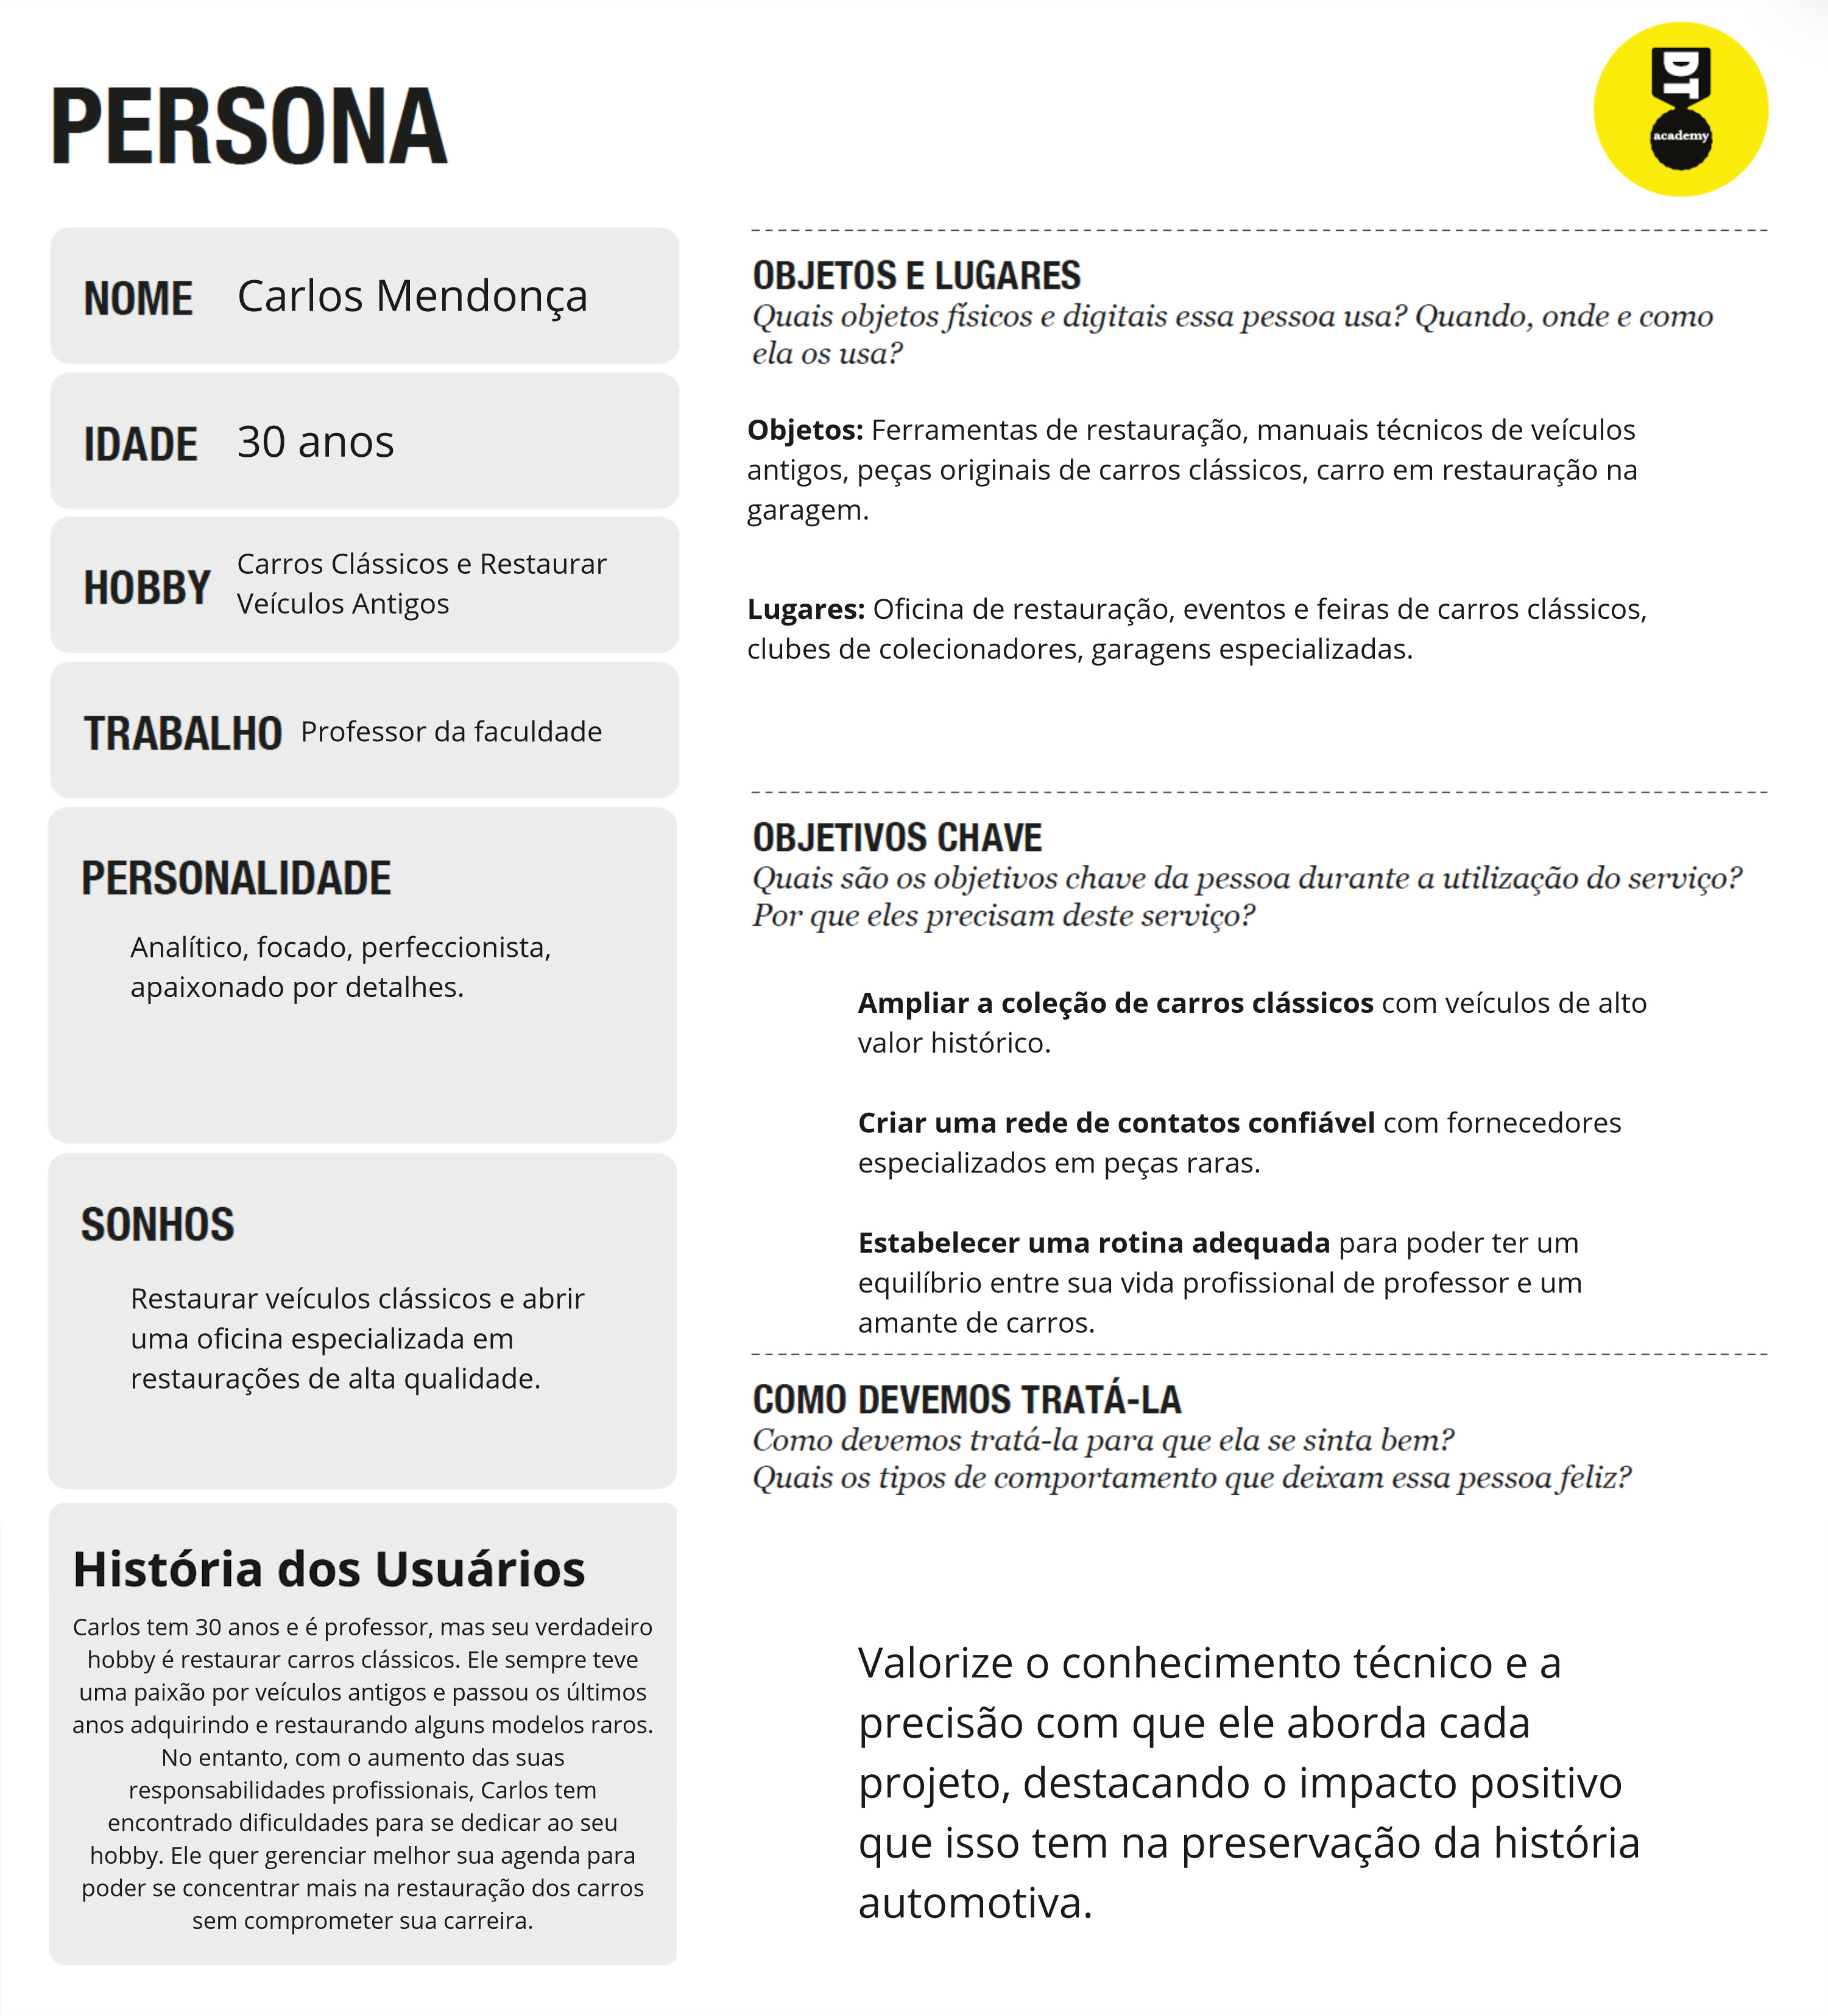 PERSONA
DT
academy
NOME Carlos Mendonça
IDADE 30 anos
HOBBY Carros Clássicos e Restaurar
Veículos Antigos
TRABALHO Professor da faculdade
PERSONALIDADE
Analítico, focado, perfeccionista,
apaixonado por detalhes.
SONHOS
Restaurar veículos clássicos e abrir
uma oficina especializada em
restaurações de alta qualidade.
História dos Usuários
Carlos tem 30 anos e é professor, mas seu verdadeiro
hobby é restaurar carros clássicos. Ele sempre teve
uma paixão por veículos antigos e passou os últimos
anos adquirindo e restaurando alguns modelos raros.
No entanto, com o aumento das suas
responsabilidades profissionais, Carlos tem
encontrado dificuldades para se dedicar ao seu
hobby. Ele quer gerenciar melhor sua agenda para
poder se concentrar mais na restauração dos carros
sem comprometer sua carreira.
OBJETOS E LUGARES
Quais objetos físicos e digitais essa pessoa usa? Quando, onde e como
ela os usa?
Objetos: Ferramentas de restauração, manuais técnicos de veículos
antigos, peças originais de carros clássicos, carro em restauração na
garagem.
Lugares: Oficina de restauração, eventos e feiras de carros clássicos,
clubes de colecionadores, garagens especializadas.
OBJETIVOS CHAVE
Quais são os objetivos chave da pessoa durante a utilização do serviço?
Por que eles precisam deste serviço?
Ampliar a coleção de carros clássicos com veículos de alto
valor histórico.
Criar uma rede de contatos confiável com fornecedores
especializados em peças raras.
Estabelecer uma rotina adequada para poder ter um
equilíbrio entre sua vida profissional de professor e um
amante de carros.
COMO DEVEMOS TRATÁ-LA
Como devemos tratá-la para que ela se sinta bem?
Quais os tipos de comportamento que deixam essa pessoa feliz?
Valorize o conhecimento técnico e a
precisão com que ele aborda cada
projeto, destacando o impacto positivo
que isso tem na preservação da história
automotiva.